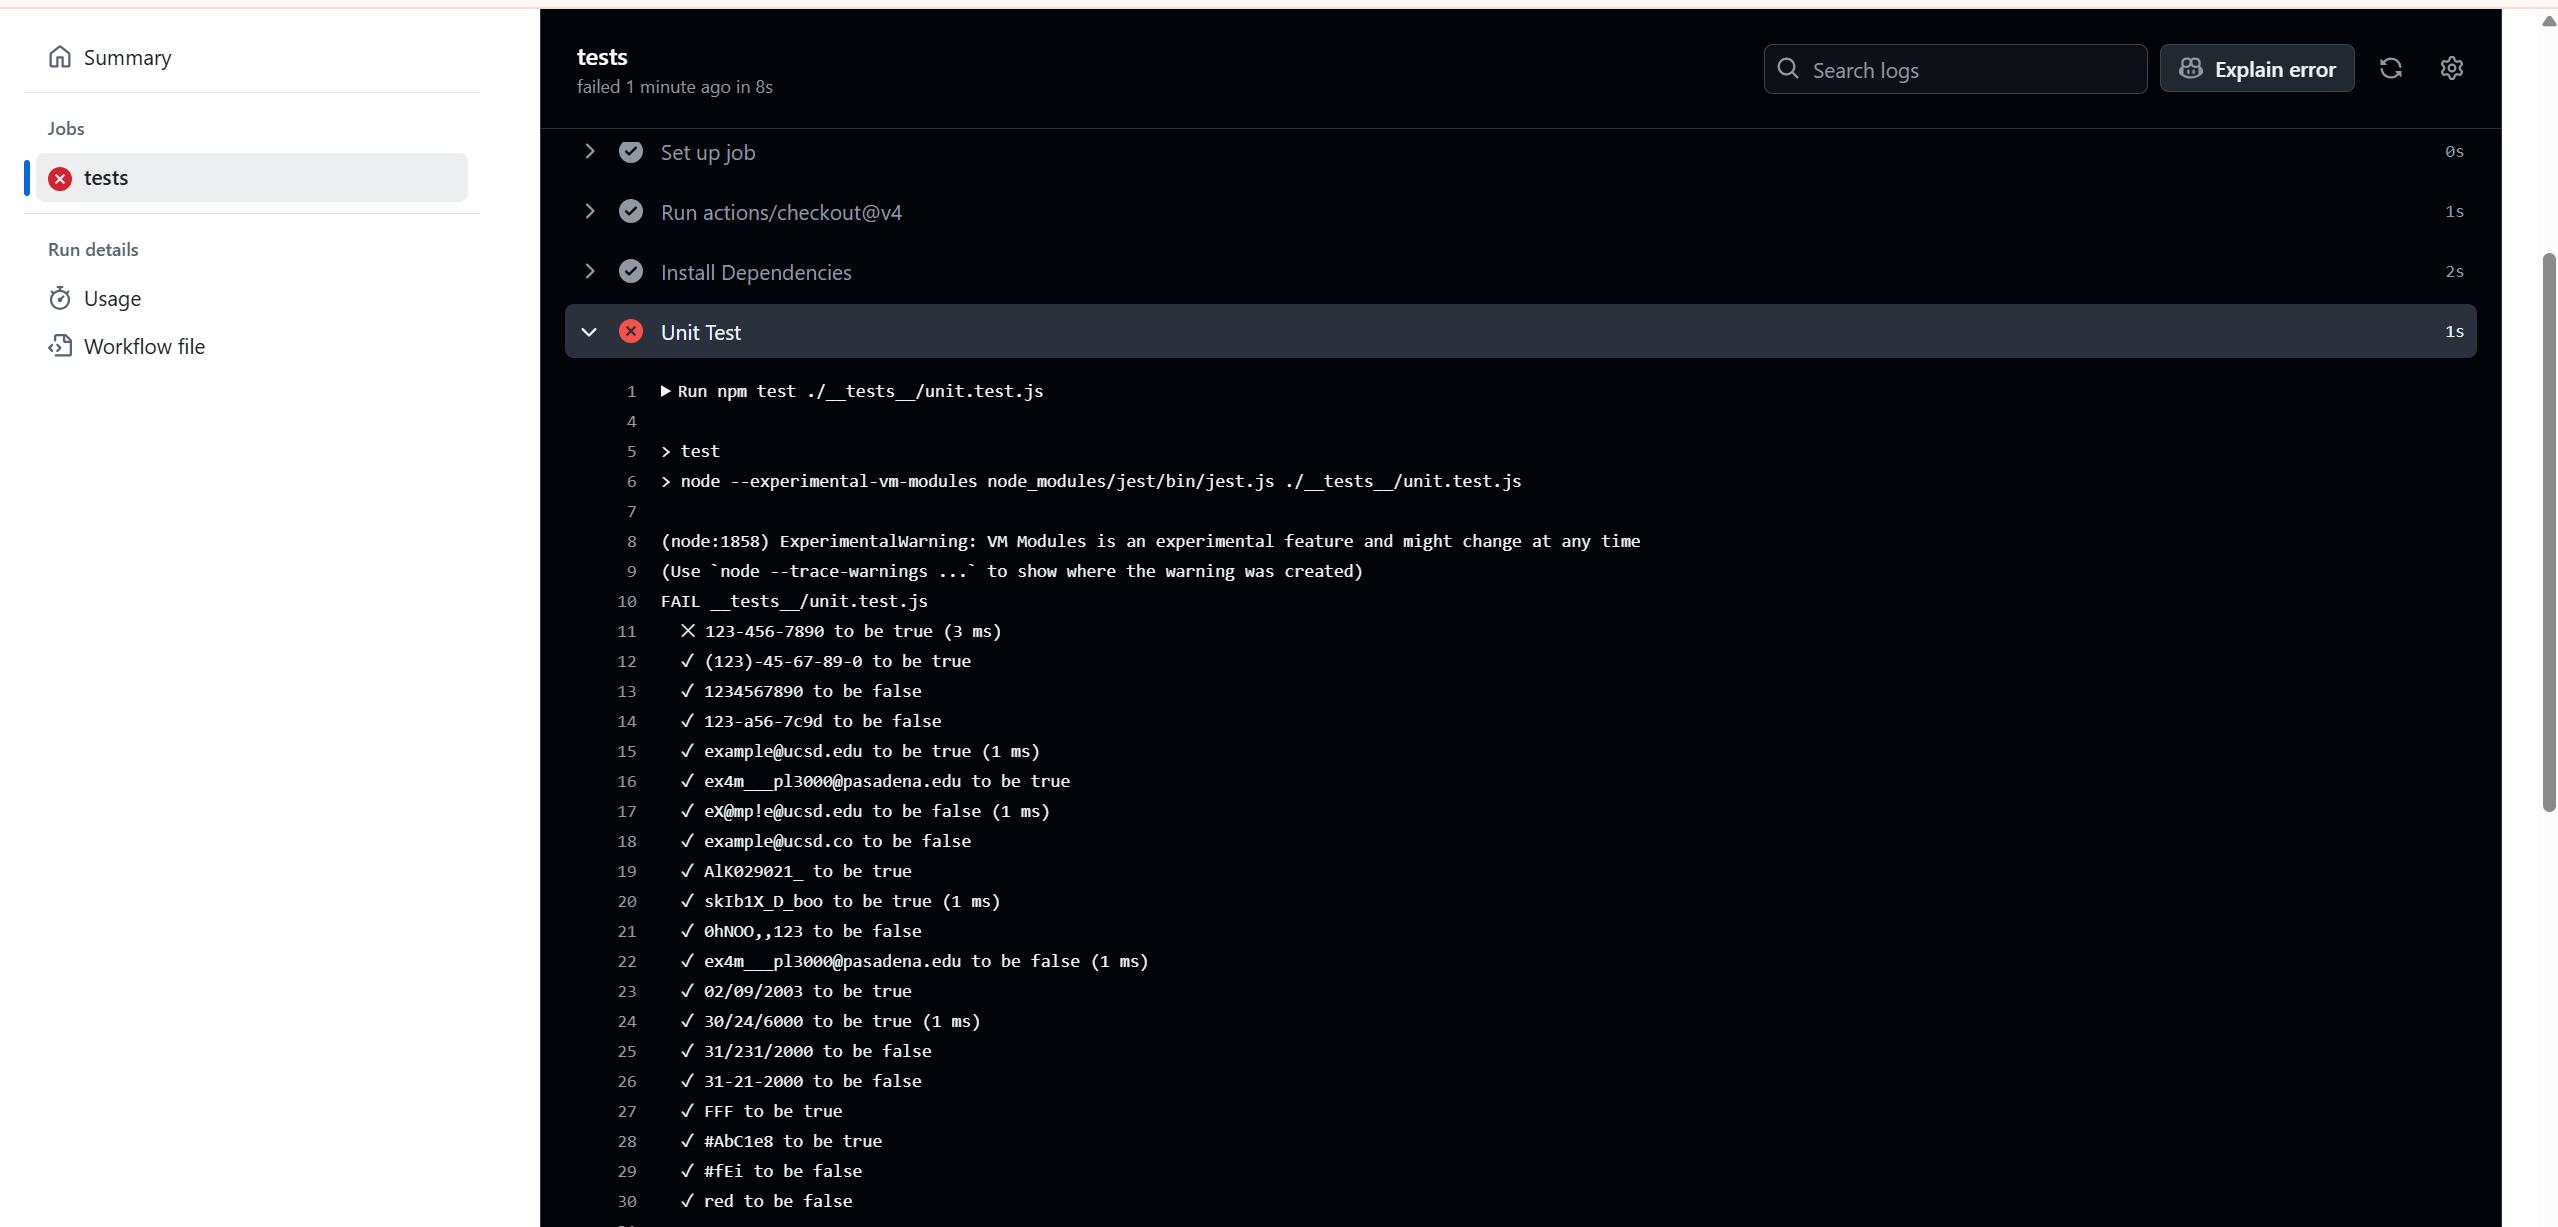 Summary
Jobs
tests
Run details
Usage
Workflow file
tests
failed 1 minute ago in 8s
Search logs
Explain error
Set up job 0s
Run actions/checkout@v4 1s
Install Dependencies 2s
Unit Test 1s
1 Run npm test ./__tests__/unit.test.js
4
5 > test
6 > node --experimental-vm-modules node_modules/jest/bin/jest.js ./__tests__/unit.test.js
7
8 (node:1858) ExperimentalWarning: VM Modules is an experimental feature and might change at any time
9 (Use `node --trace-warnings ...` to show where the warning was created)
10 FAIL __tests__/unit.test.js
11 ✕ 123-456-7890 to be true (3 ms)
12 ✓ (123)-45-67-89-0 to be true
13 ✓ 1234567890 to be false
14 ✓ 123-a56-7c9d to be false
15 ✓ example@ucsd.edu to be true (1 ms)
16 ✓ ex4m___pl3000@pasadena.edu to be true
17 ✓ eX@mp!e@ucsd.edu to be false (1 ms)
18 ✓ example@ucsd.co to be false
19 ✓ AlK029021_ to be true
20 ✓ skIb1X_D_boo to be true (1 ms)
21 ✓ 0hNOO,,123 to be false
22 ✓ ex4m___pl3000@pasadena.edu to be false (1 ms)
23 ✓ 02/09/2003 to be true
24 ✓ 30/24/6000 to be true (1 ms)
25 ✓ 31/231/2000 to be false
26 ✓ 31-21-2000 to be false
27 ✓ FFF to be true
28 ✓ #AbC1e8 to be true
29 ✓ #fEi to be false
30 ✓ red to be false